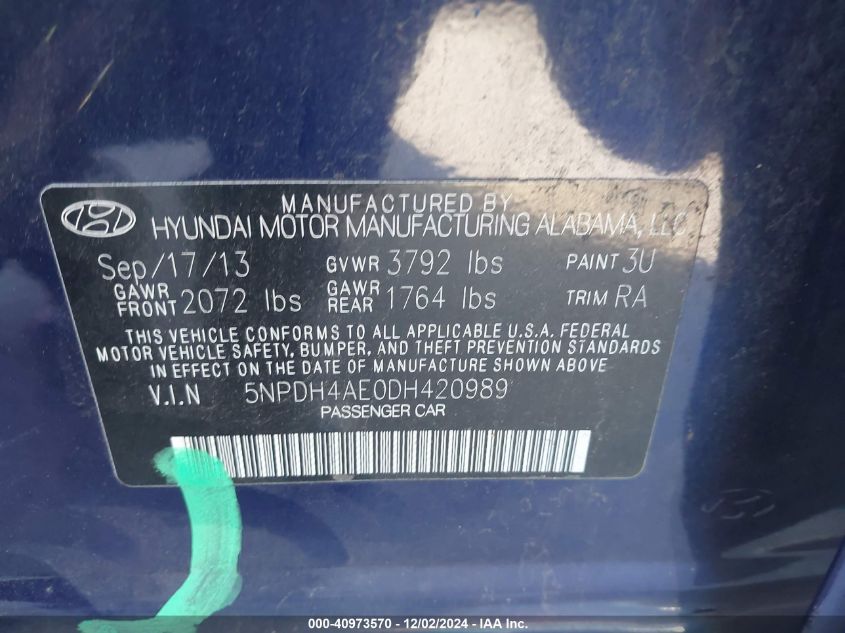 MANUFACTURED BY
HYUNDAI MOTOR MANUFACTURING ALABAMA, LLC
Sep/17/13 GVWR 3792 lbs PAINT 3U
GAWR FRONT 2072 lbs GAWR REAR 1764 lbs TRIM RA
THIS VEHICLE CONFORMS TO ALL APPLICABLE U.S.A. FEDERAL
MOTOR VEHICLE SAFETY, BUMPER, AND THEFT PREVENTION STANDARDS
IN EFFECT ON THE DATE OF MANUFACTURE SHOWN ABOVE
V.I.N 5NPDH4AE0DH420989
PASSENGER CAR
000-40973570 - 12/02/2024 - IAA Inc.